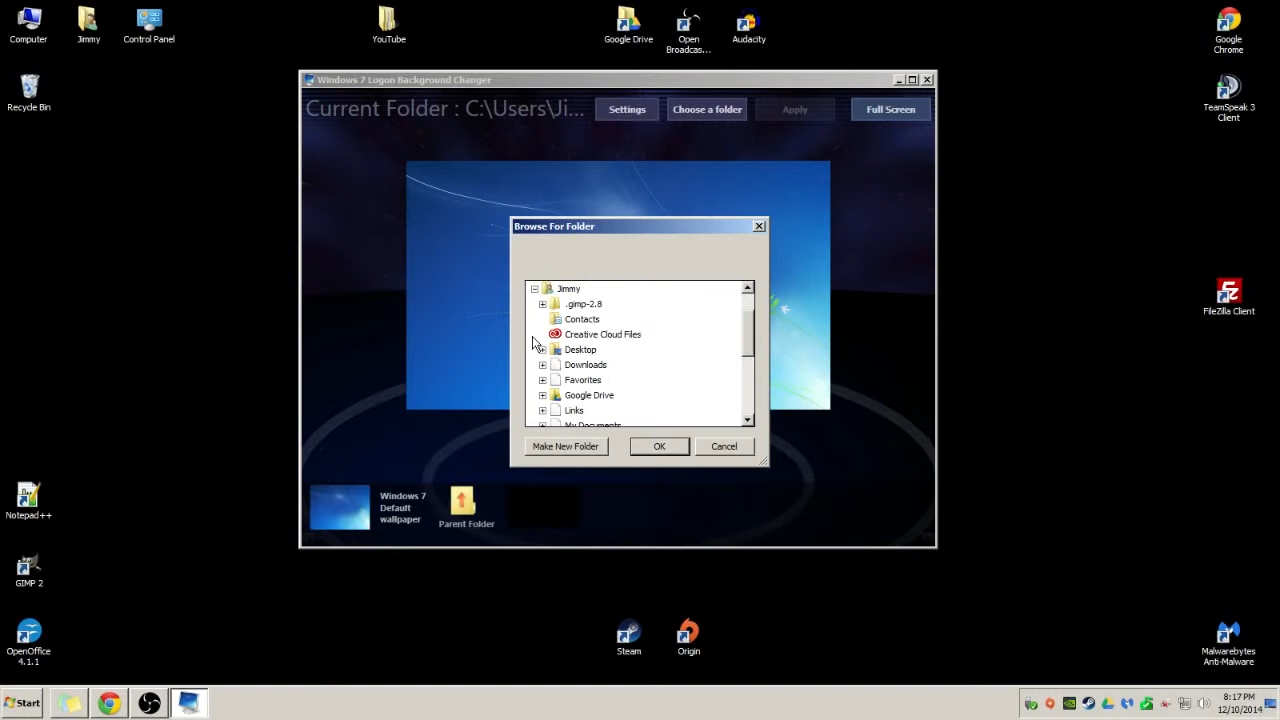 Computer
Jimmy
Control Panel
YouTube
Google Drive
Open
Broadcas...
Audacity
Google
Chrome
Recycle Bin
TeamSpeak 3
Client
Windows 7 Logon Background Changer
Current Folder : C:\Users\Ji...
Settings
Choose a folder
Apply
Full Screen
Browse For Folder
Jimmy
.gimp-2.8
Contacts
Creative Cloud Files
Desktop
Downloads
Favorites
Google Drive
Links
My Documents
Make New Folder
OK
Cancel
FileZilla Client
Windows 7
Default
wallpaper
Parent Folder
Notepad++
GIMP 2
OpenOffice
4.1.1
Steam
Origin
Malwarebytes
Anti-Malware
Start
8:17 PM
12/10/2014